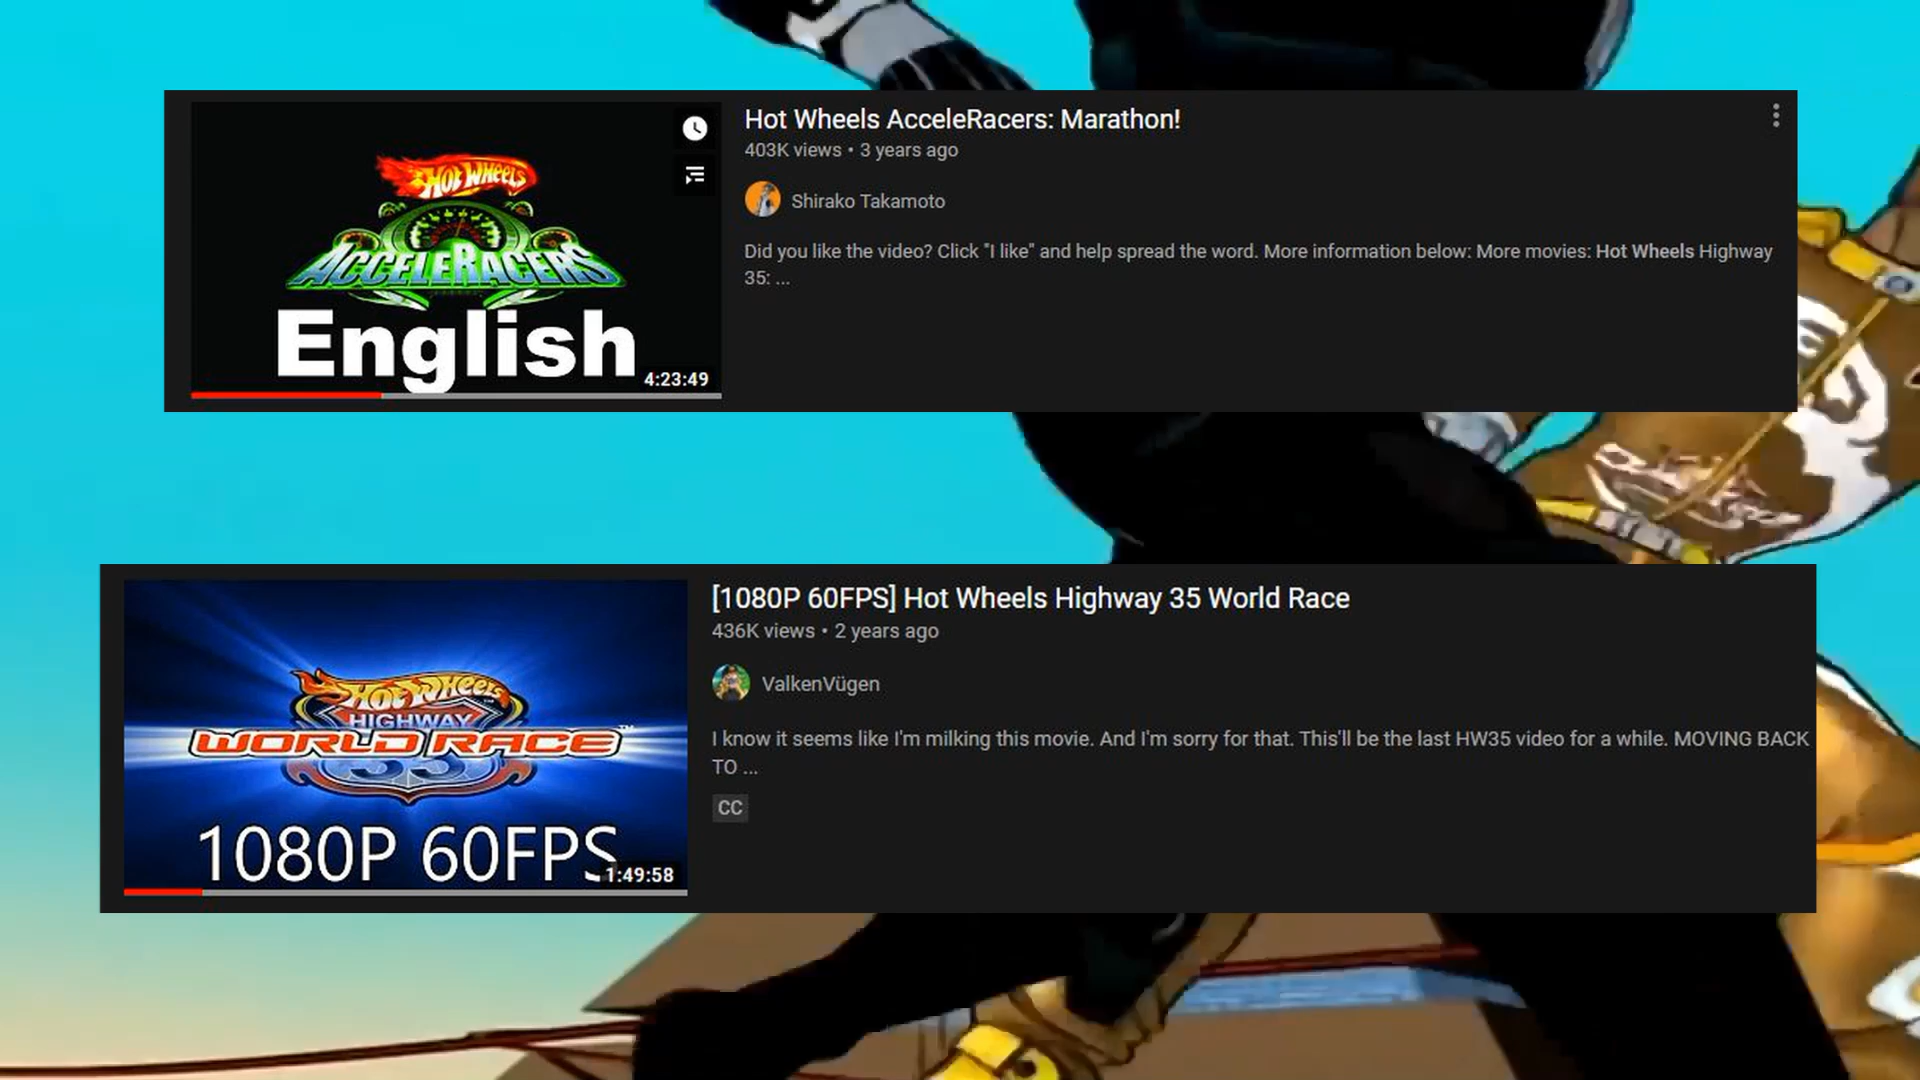 Hot Wheels AcceleRacers: Marathon!
403K views • 3 years ago
Shirako Takamoto
Did you like the video? Click "I like" and help spread the word. More information below: More movies: Hot Wheels Highway
35: ...
HOT WHEELS
ACCELERACERS
English
4:23:49
[1080P 60FPS] Hot Wheels Highway 35 World Race
436K views • 2 years ago
ValkenVügen
I know it seems like I'm milking this movie. And I'm sorry for that. This'll be the last HW35 video for a while. MOVING BACK
TO ...
CC
HOT WHEELS
HIGHWAY
WORLD RACE™
35
1080P 60FPS
1:49:58